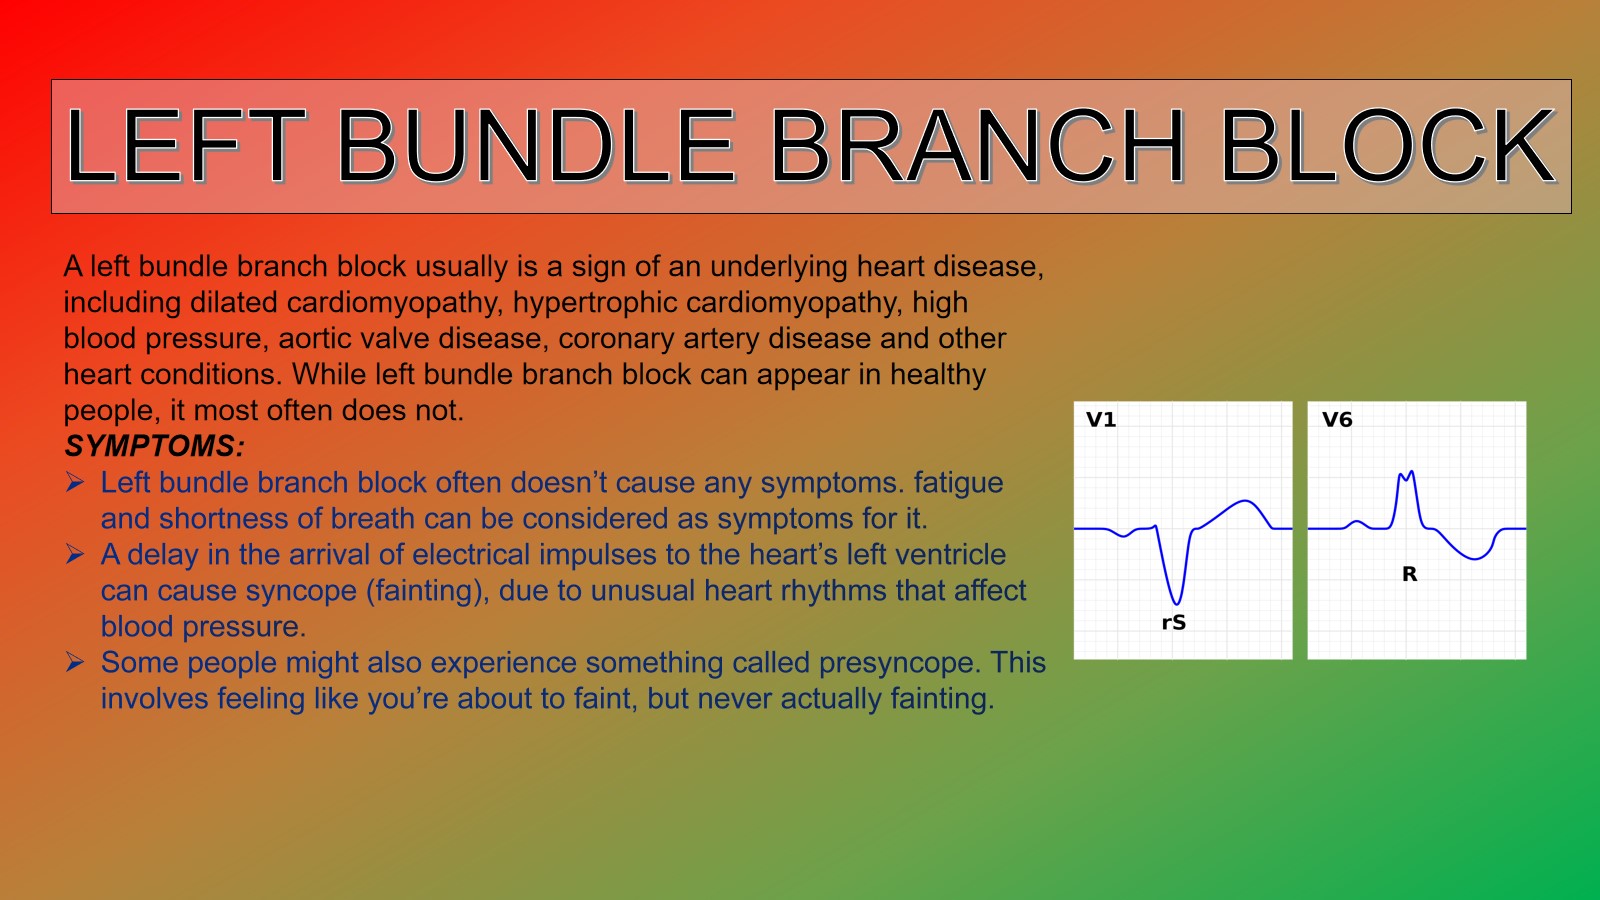 LEFT BUNDLE BRANCH BLOCK
A left bundle branch block usually is a sign of an underlying heart disease,
including dilated cardiomyopathy, hypertrophic cardiomyopathy, high
blood pressure, aortic valve disease, coronary artery disease and other
heart conditions. While left bundle branch block can appear in healthy
people, it most often does not.
SYMPTOMS:
➢ Left bundle branch block often doesn’t cause any symptoms. fatigue
and shortness of breath can be considered as symptoms for it.
➢ A delay in the arrival of electrical impulses to the heart’s left ventricle
can cause syncope (fainting), due to unusual heart rhythms that affect
blood pressure.
➢ Some people might also experience something called presyncope. This
involves feeling like you’re about to faint, but never actually fainting.
V1
rS
V6
R